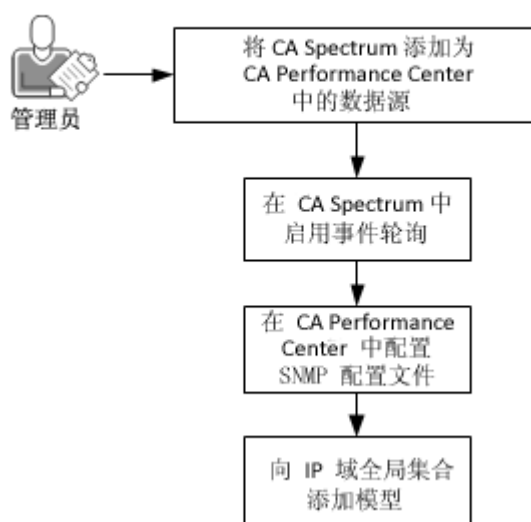 管理员
将 CA Spectrum 添加为
CA Performance Center
中的数据源
在 CA Spectrum 中
启用事件轮询
在 CA Performance
Center 中配置
SNMP 配置文件
向 IP 域全局集合
添加模型